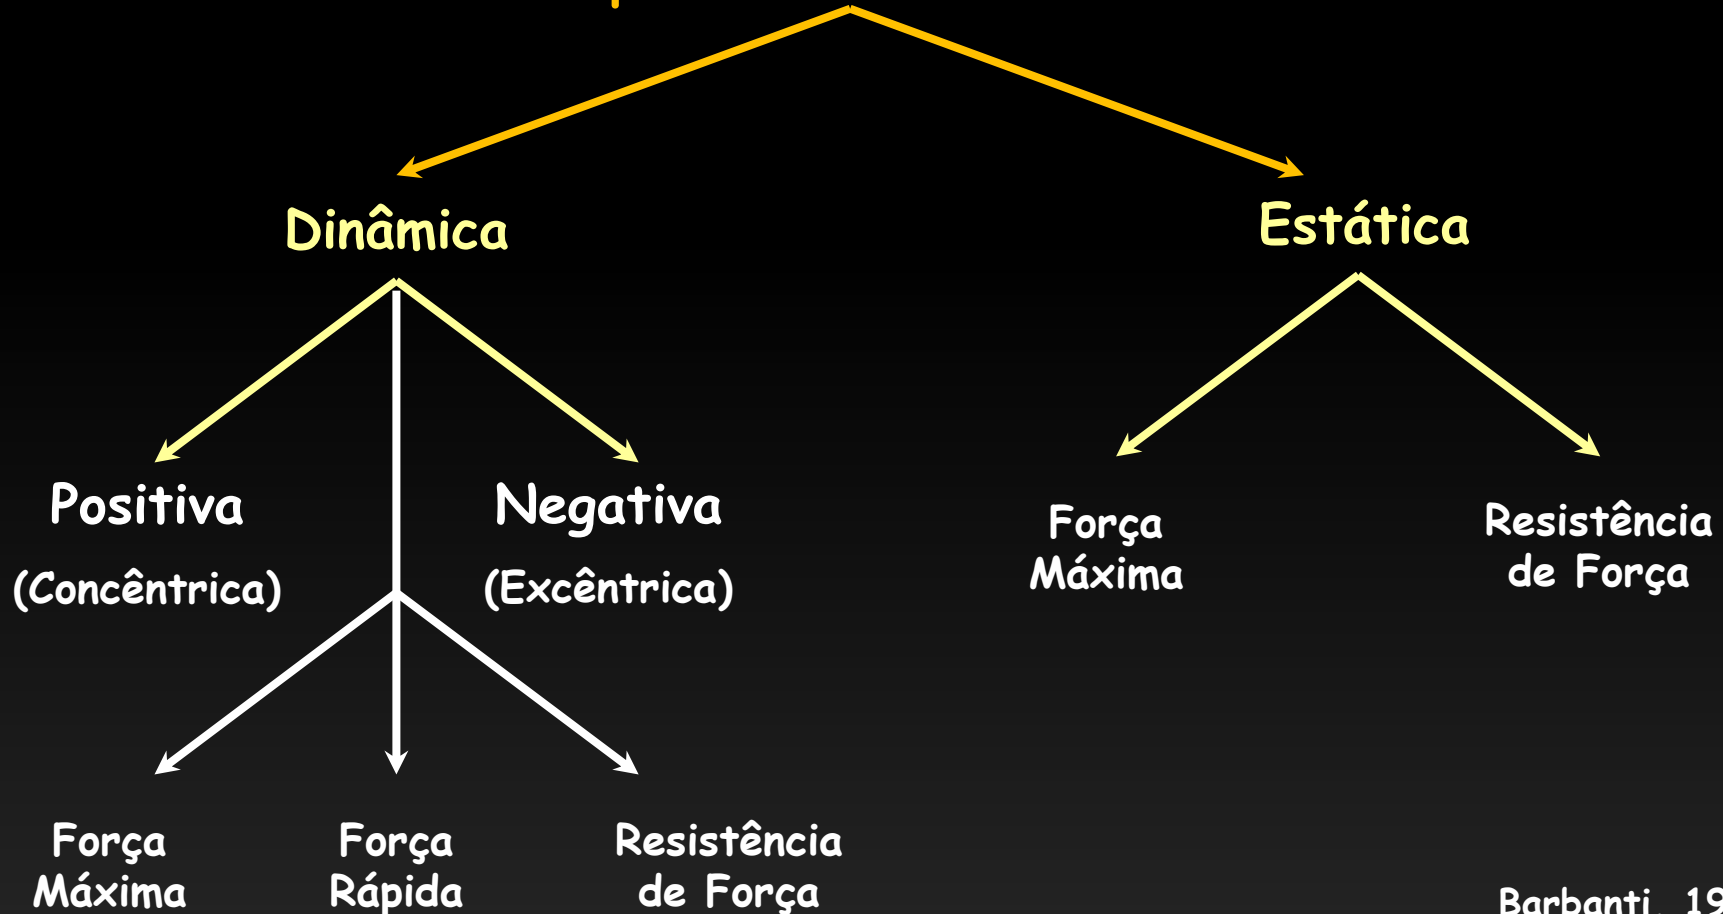 Dinâmica
Estática
Positiva
Negativa
(Concêntrica)
(Excêntrica)
Força
Máxima
Resistência
de Força
Força
Máxima
Força
Rápida
Resistência
de Força
Barbanti, 19